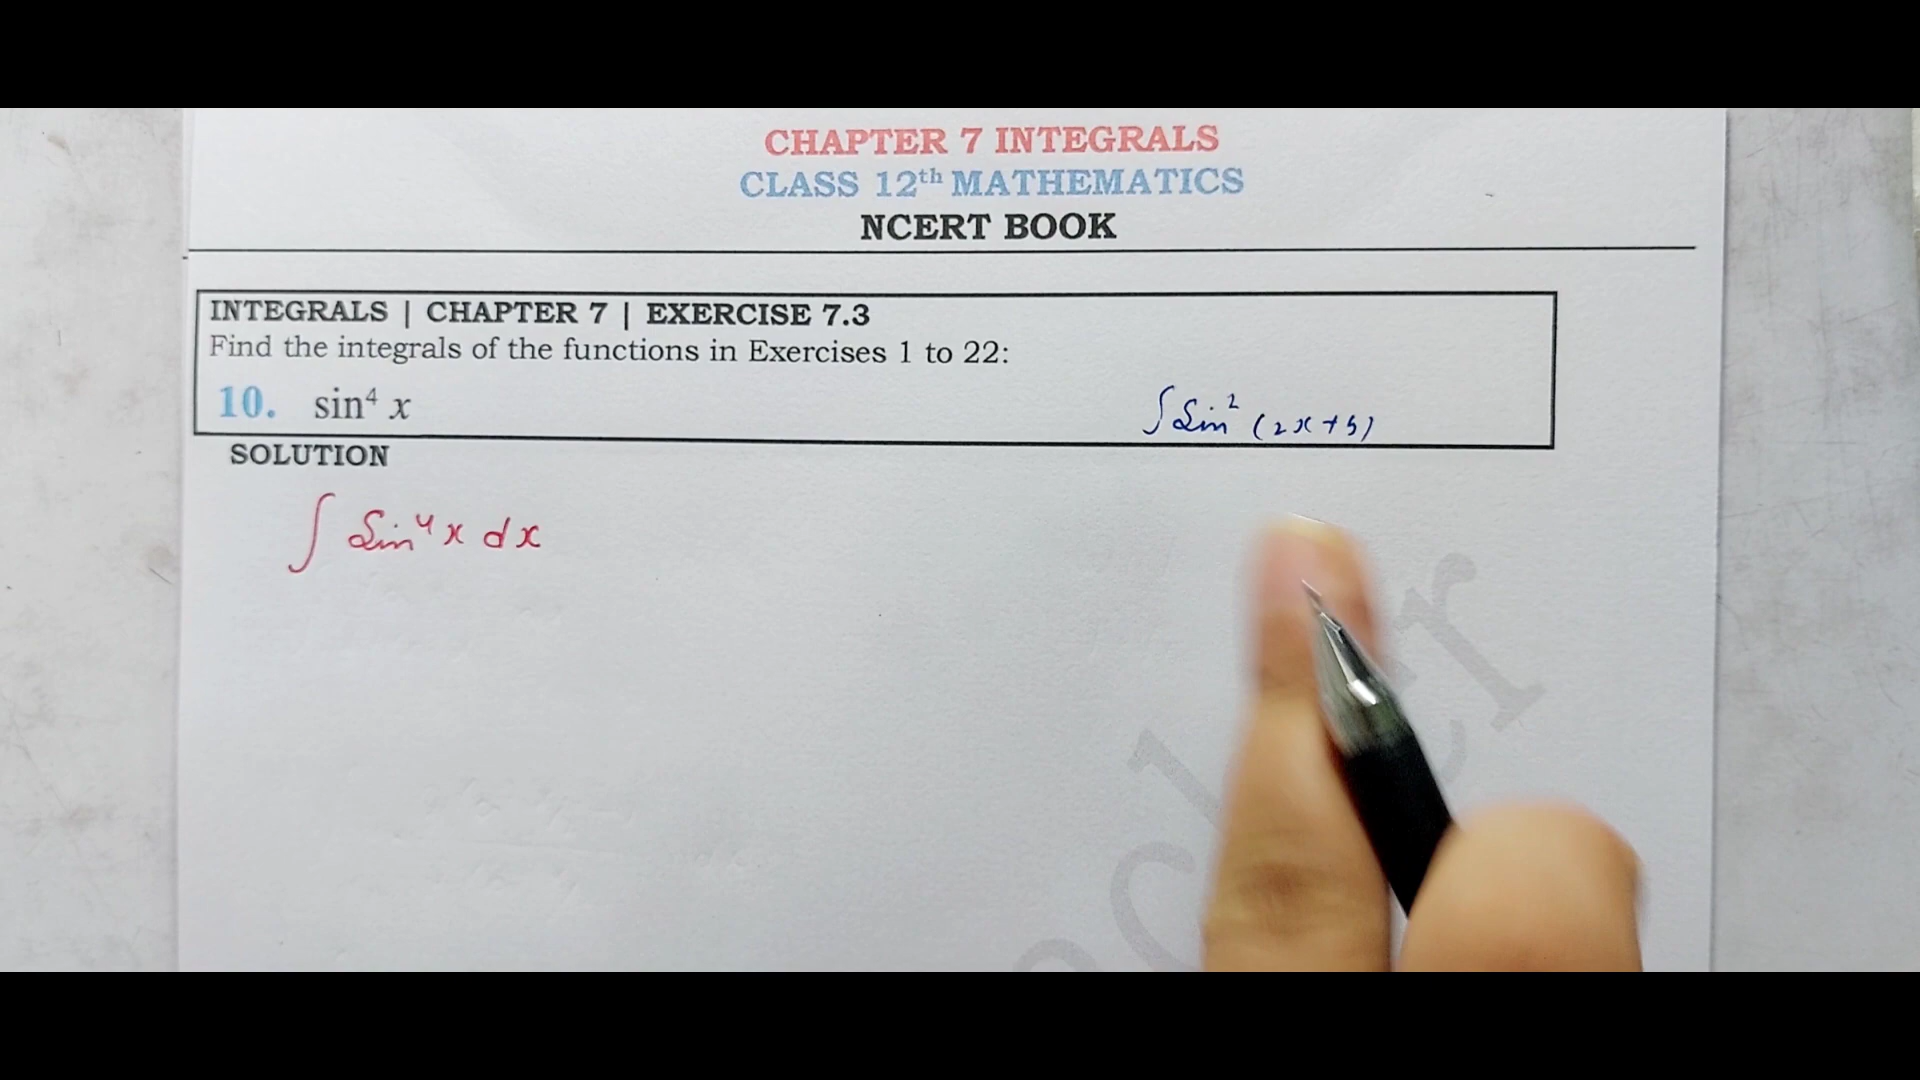 CHAPTER 7 INTEGRALS
CLASS 12th MATHEMATICS
NCERT BOOK
INTEGRALS | CHAPTER 7 | EXERCISE 7.3
Find the integrals of the functions in Exercises 1 to 22:
10. sin⁴ x
∫ Sin² (2x+5)
SOLUTION
∫ Sin⁴x dx